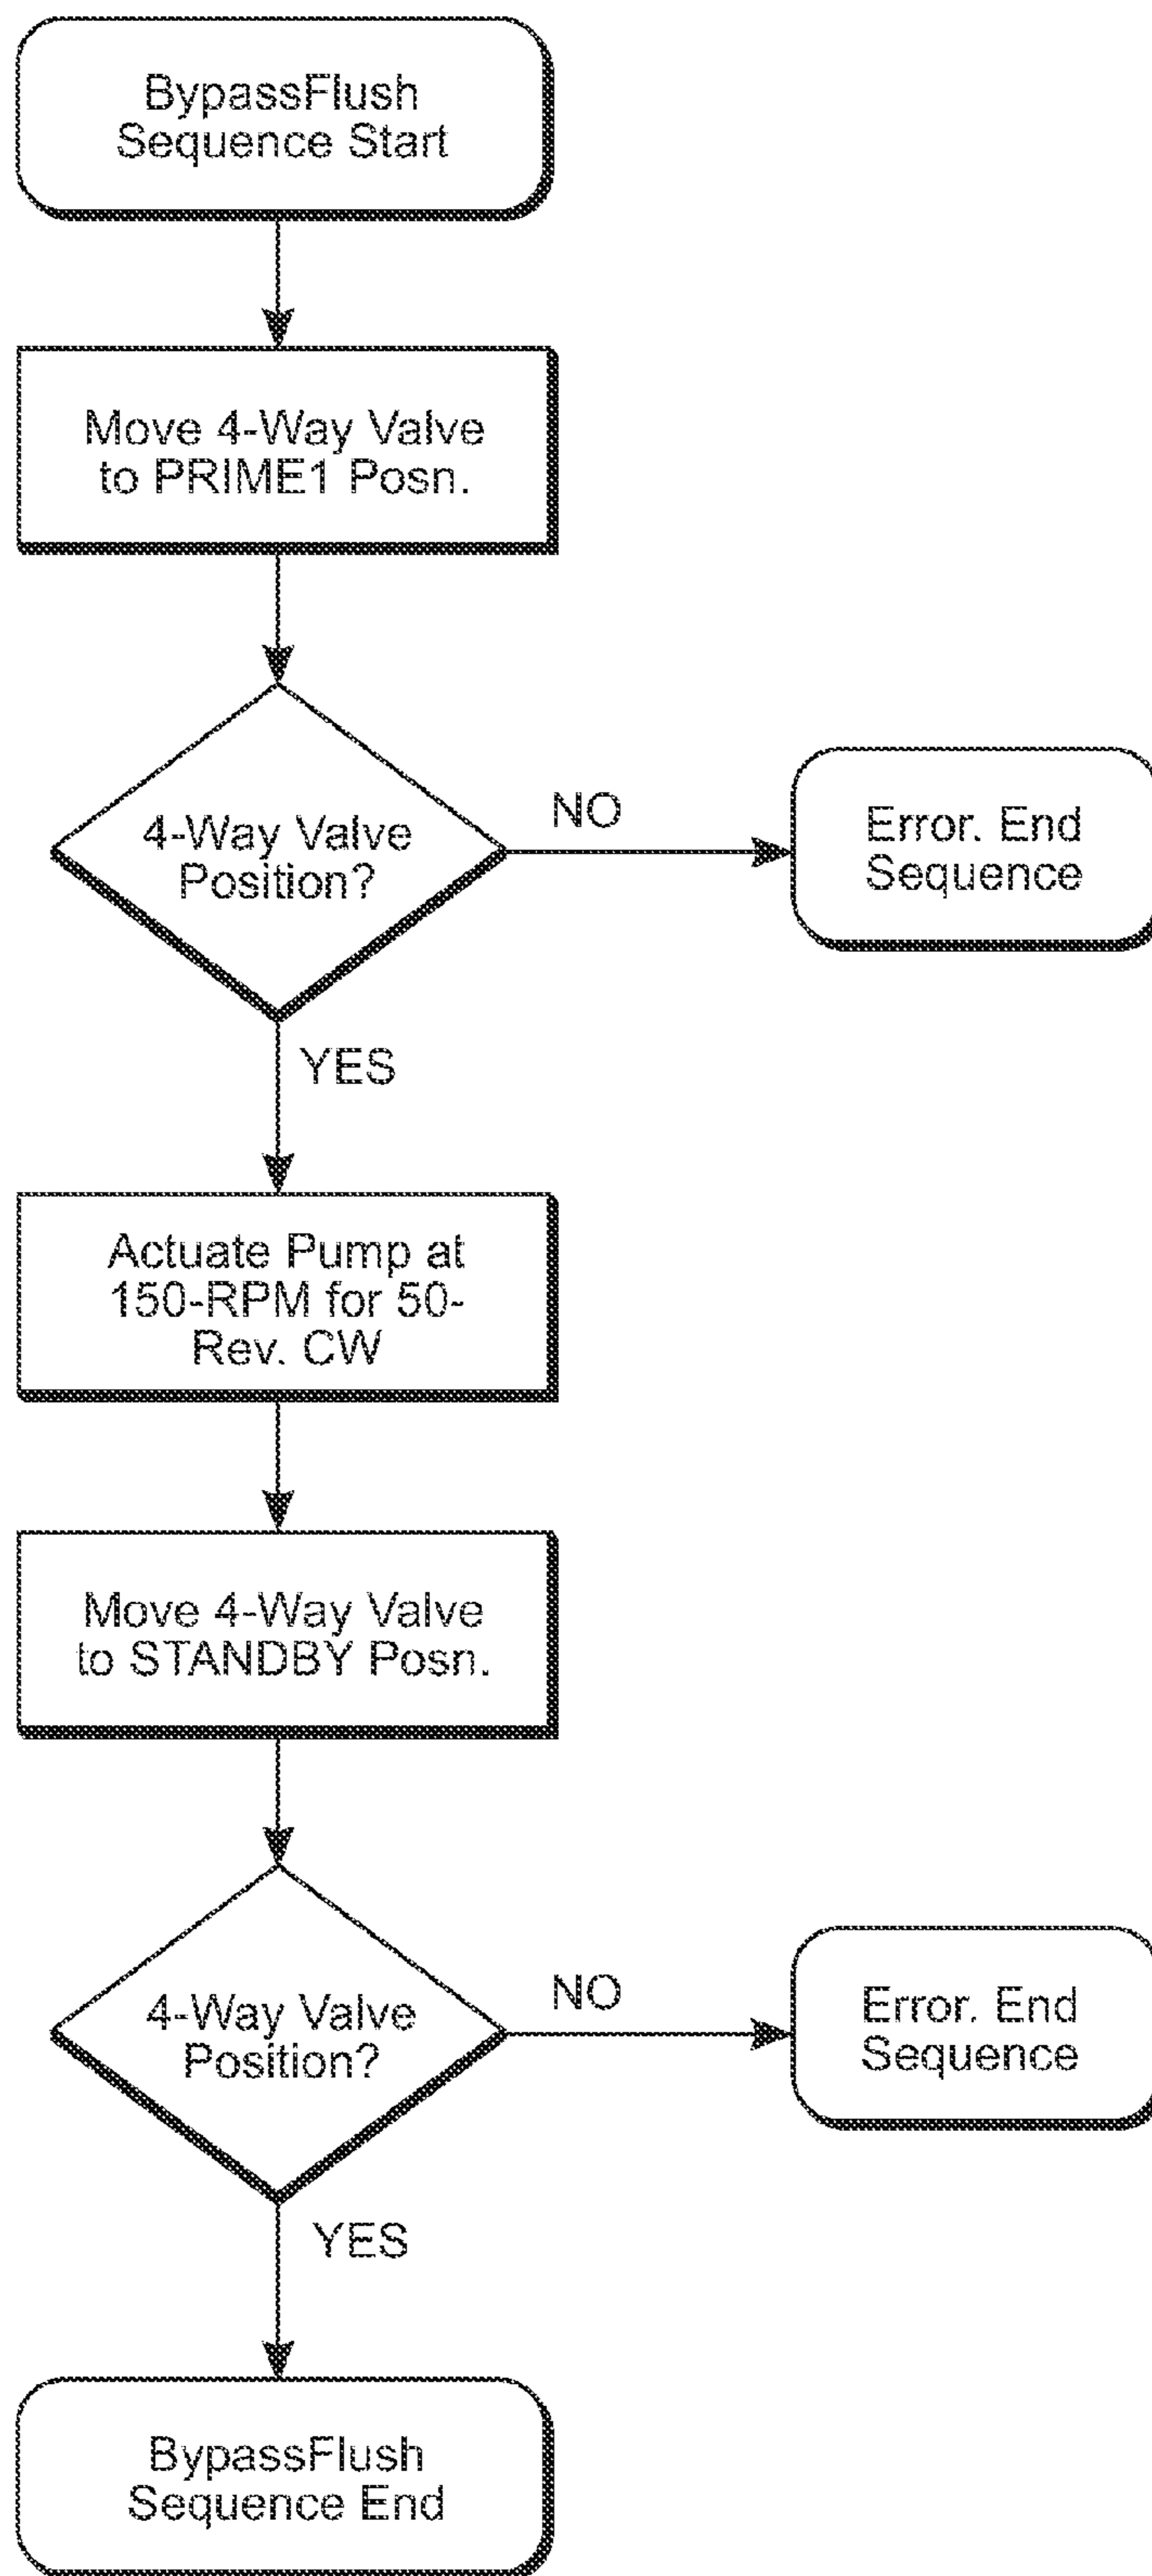 BypassFlush
Sequence Start
Move 4-Way Valve
to PRIME1 Posn.
4-Way Valve
Position?
NO
Error. End
Sequence
YES
Actuate Pump at
150-RPM for 50-
Rev. CW
Move 4-Way Valve
to STANDBY Posn.
4-Way Valve
Position?
NO
Error. End
Sequence
YES
BypassFlush
Sequence End